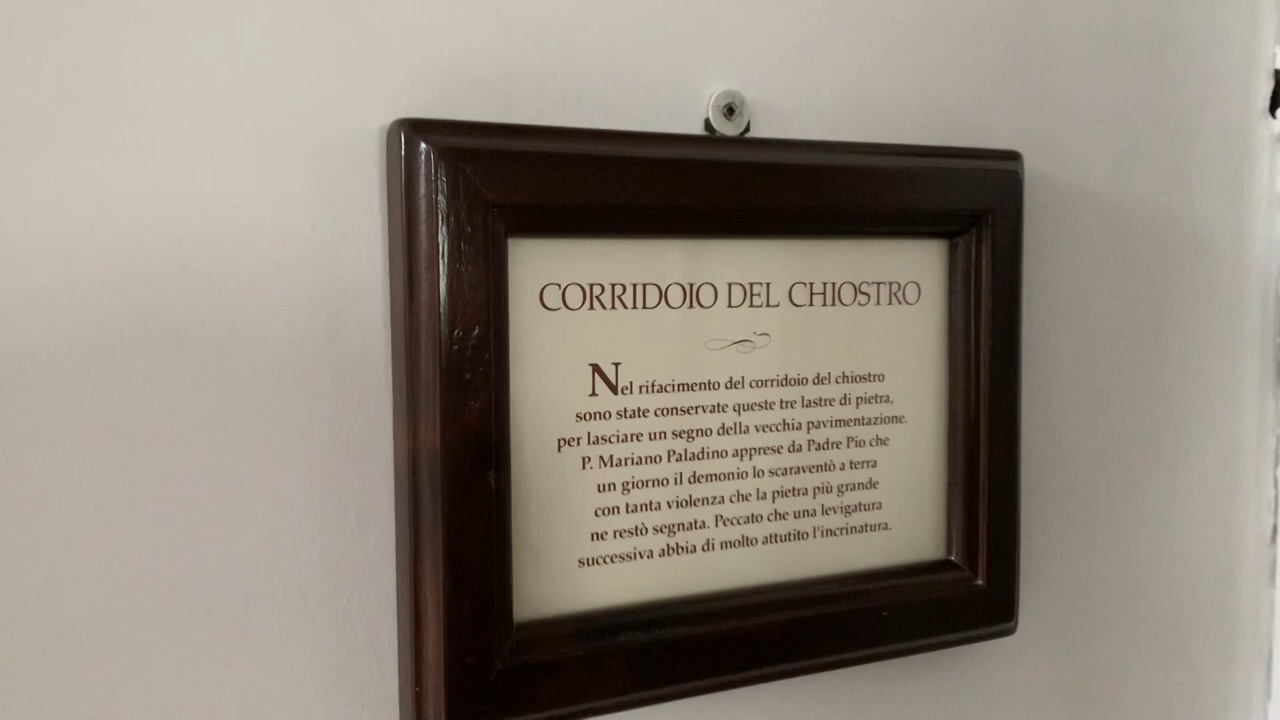 CORRIDOIO DEL CHIOSTRO
Nel rifacimento del corridoio del chiostro
sono state conservate queste tre lastre di pietra,
per lasciare un segno della vecchia pavimentazione.
P. Mariano Paladino apprese da Padre Pio che
un giorno il demonio lo scaraventò a terra
con tanta violenza che la pietra più grande
ne restò segnata. Peccato che una levigatura
successiva abbia di molto attutito l'incrinatura.